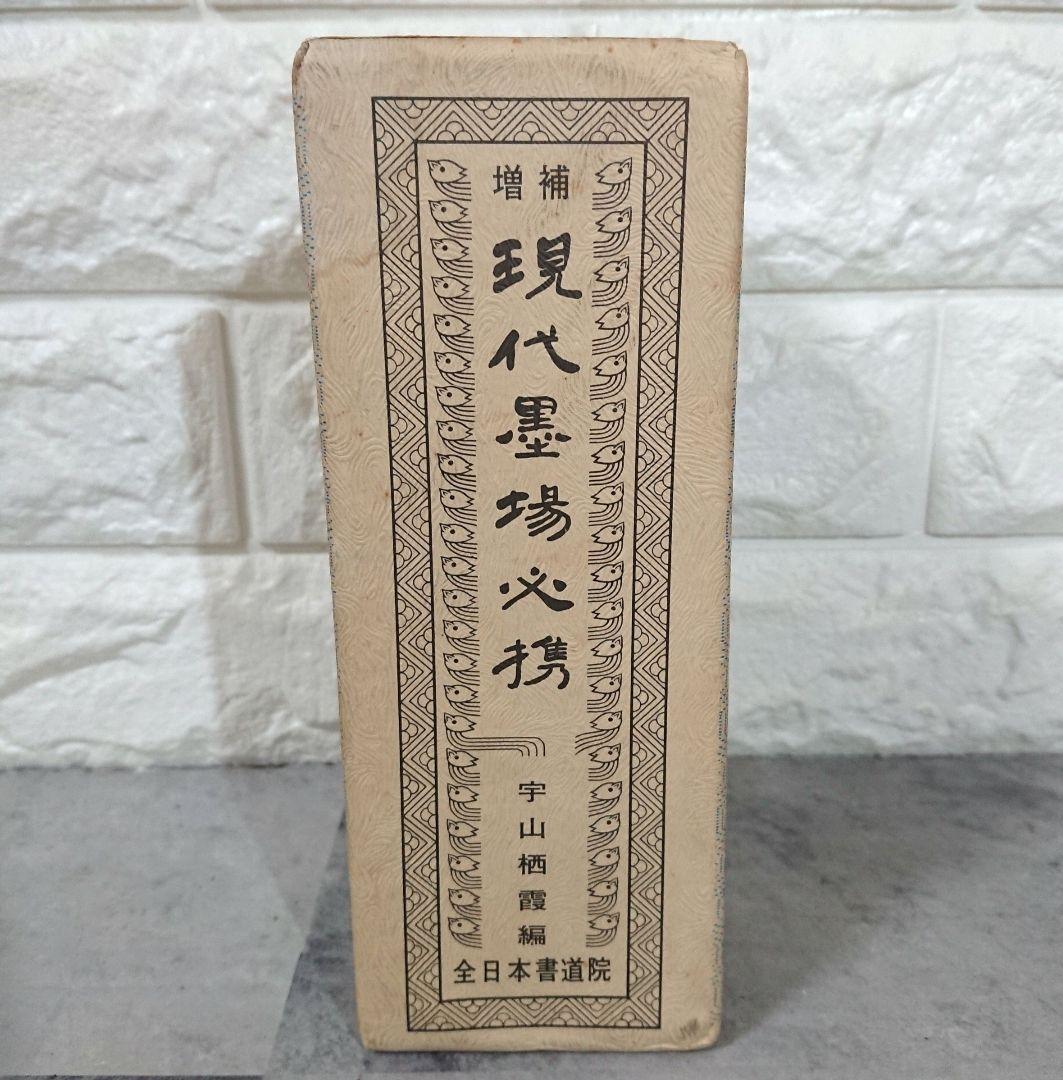 増補
現代墨場必携
宇山栖霞編
全日本書道院